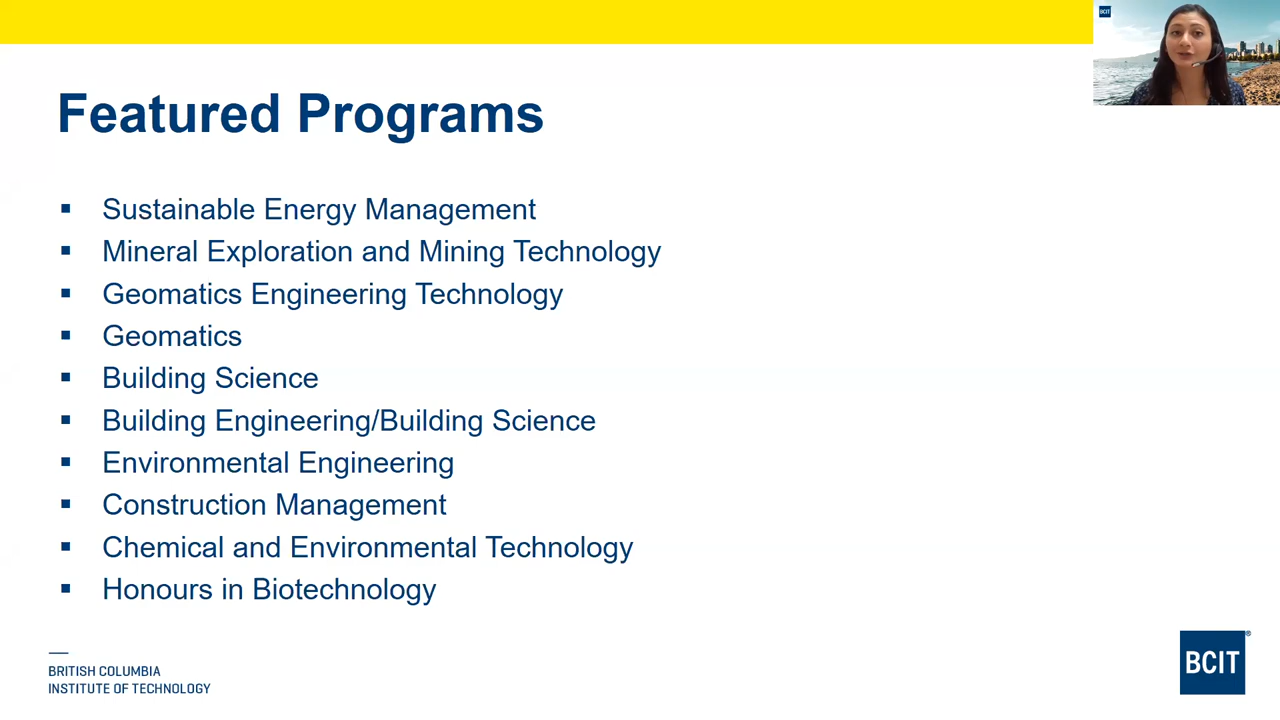 BCIT
Featured Programs
Sustainable Energy Management
Mineral Exploration and Mining Technology
Geomatics Engineering Technology
Geomatics
Building Science
Building Engineering/Building Science
Environmental Engineering
Construction Management
Chemical and Environmental Technology
Honours in Biotechnology
BRITISH COLUMBIA
INSTITUTE OF TECHNOLOGY
BCIT®